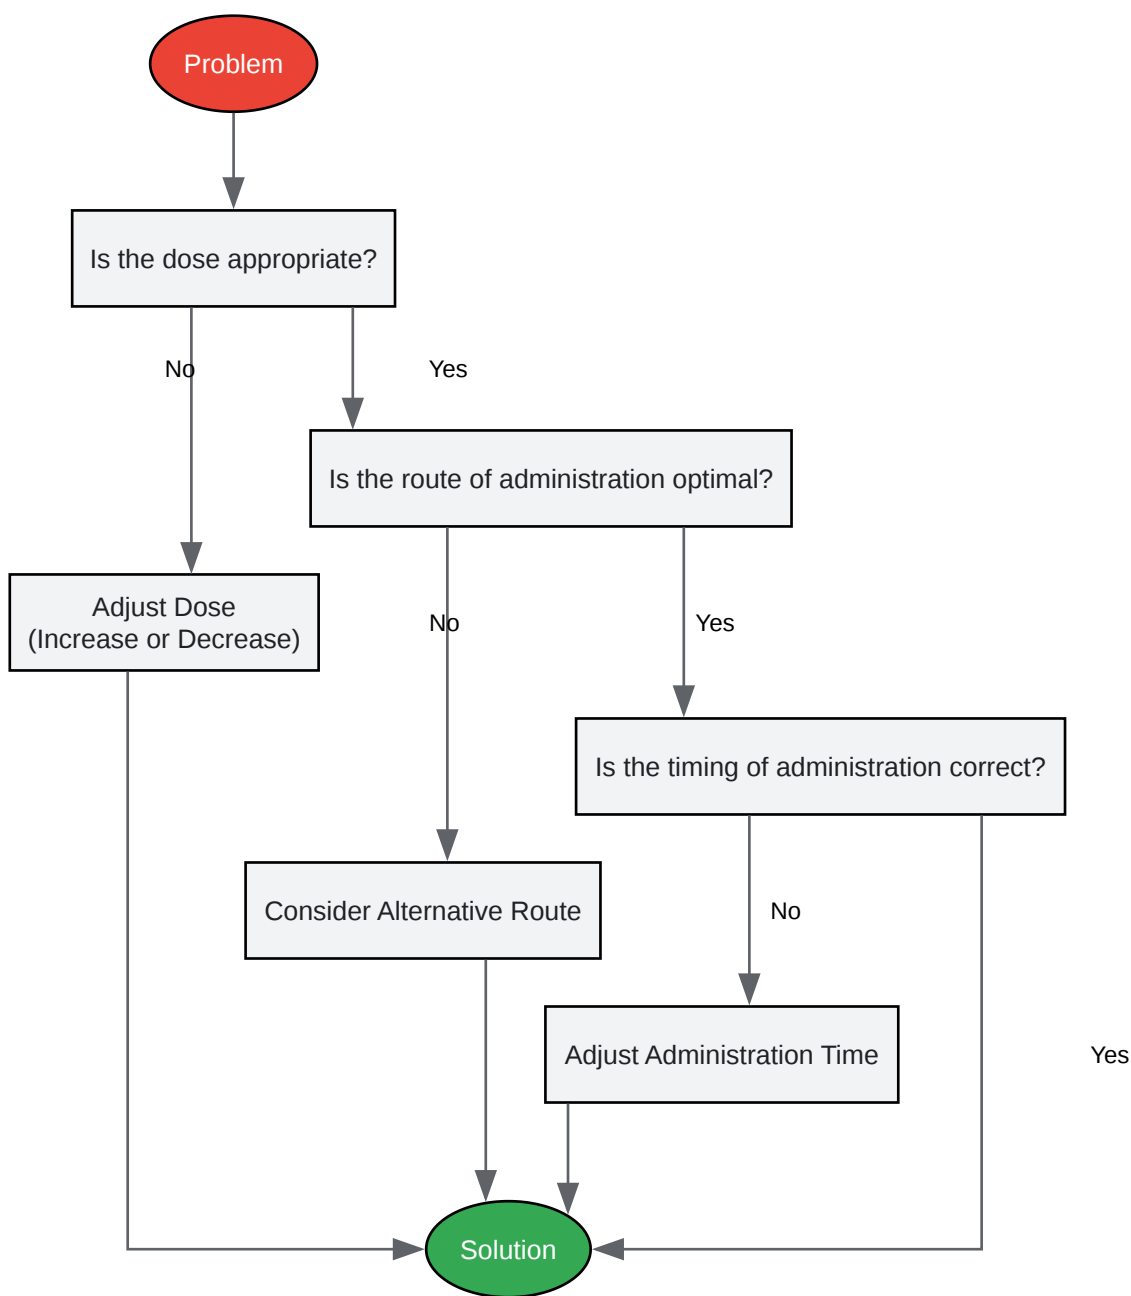 Problem
Is the dose appropriate?
No
Yes
Is the route of administration optimal?
Adjust Dose
(Increase or Decrease)
No
Yes
Is the timing of administration correct?
Consider Alternative Route
No
Adjust Administration Time
Yes
Solution